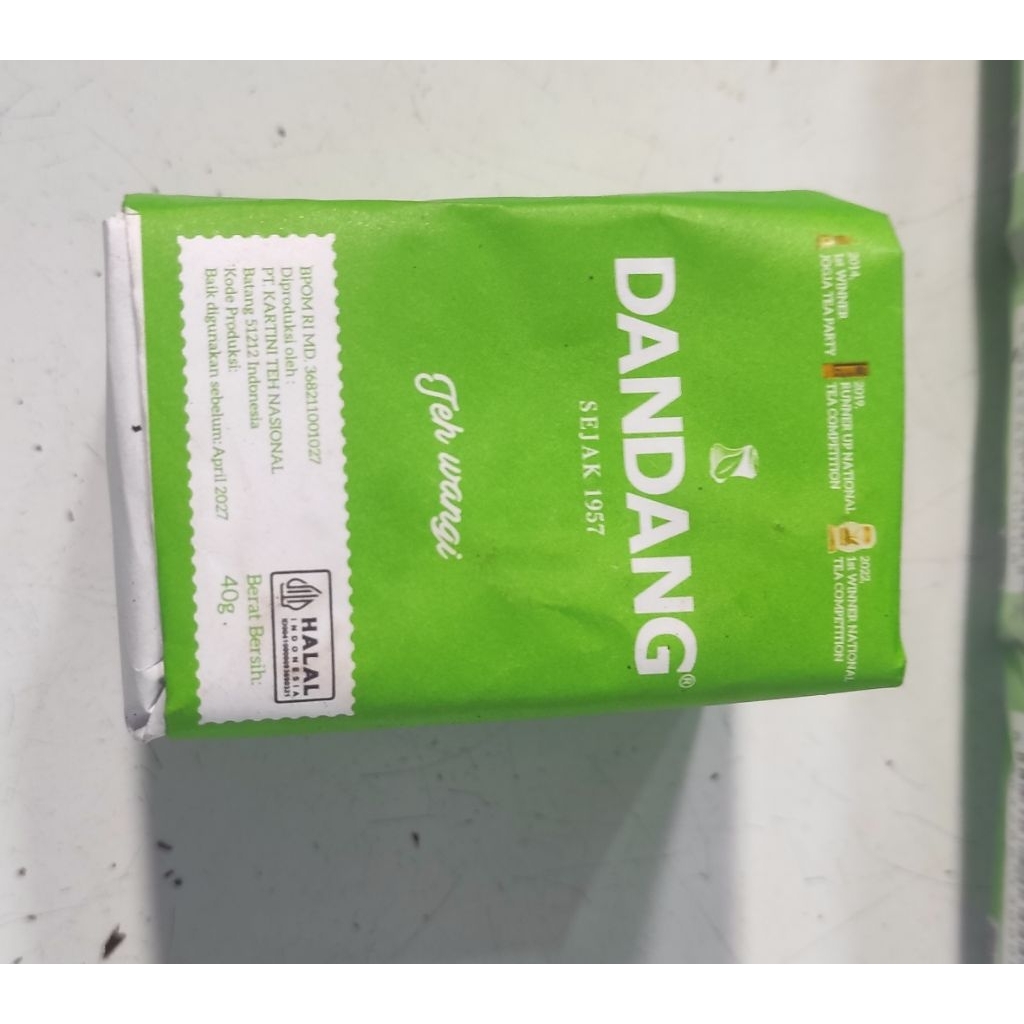 2014,
1st WINNER
JOGJA TEA PARTY
2019,
RUNNER UP NATIONAL
TEA COMPETITION
2022,
1st WINNER NATIONAL
TEA COMPETITION
DANDANG®
SEJAK 1957
Teh wangi
BPOM RI MD. 368211001027
Diproduksi oleh :
PT. KARTINI TEH NASIONAL
Batang 51212 Indonesia
Kode Produksi:
Baik digunakan sebelum: April 2027
HALAL
INDONESIA
Berat Bersih:
40g.